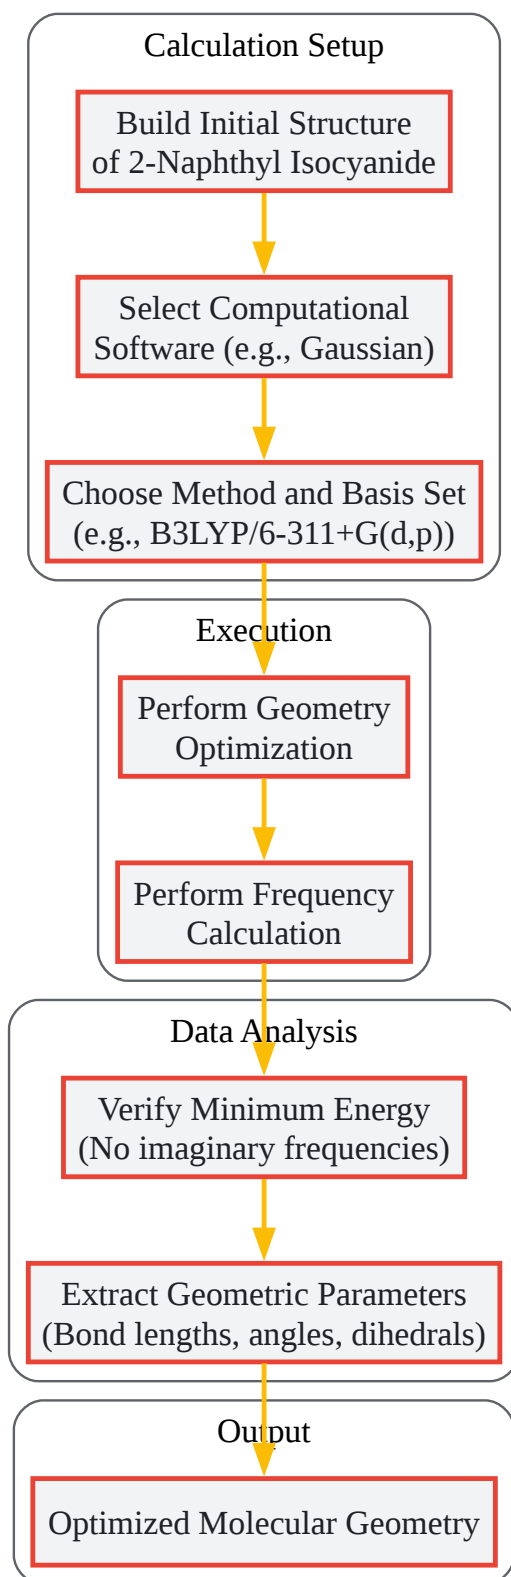 Calculation Setup
Build Initial Structure
of 2-Naphthyl Isocyanide
Select Computational
Software (e.g., Gaussian)
Choose Method and Basis Set
(e.g., B3LYP/6-311+G(d,p))
Execution
Perform Geometry
Optimization
Perform Frequency
Calculation
Data Analysis
Verify Minimum Energy
(No imaginary frequencies)
Extract Geometric Parameters
(Bond lengths, angles, dihedrals)
Output
Optimized Molecular Geometry